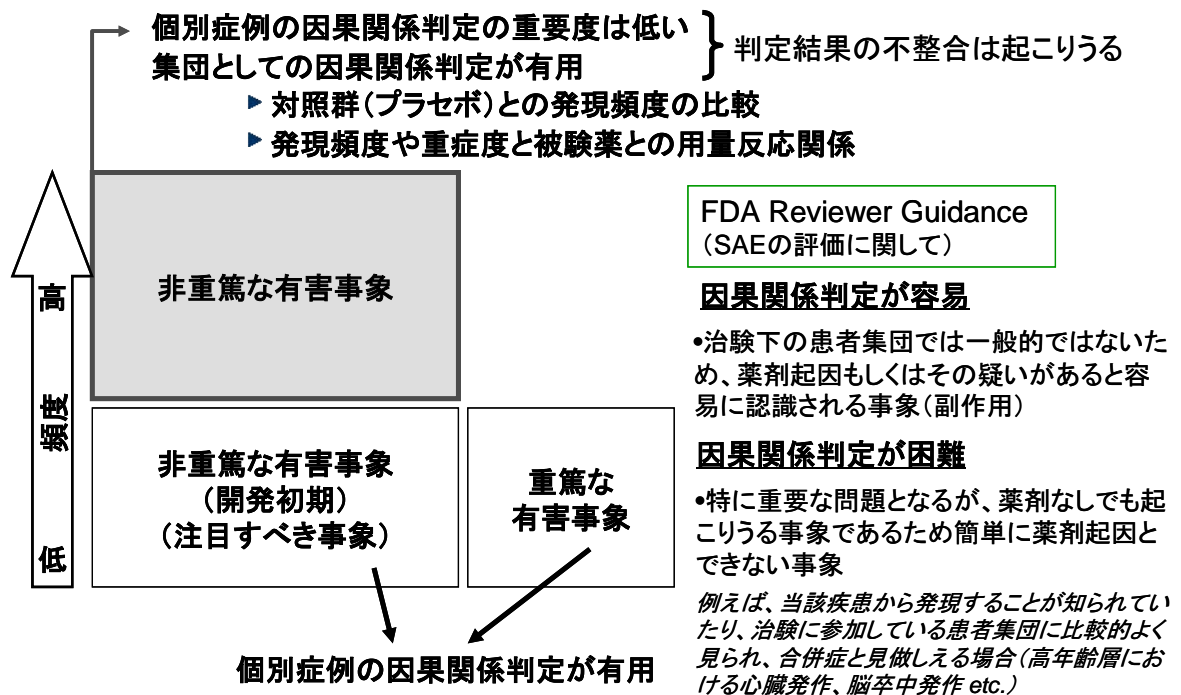 個別症例の因果関係判定の重要度は低い
集団としての因果関係判定が有用
判定結果の不整合は起こりうる
対照群(プラセボ)との発現頻度の比較
発現頻度や重症度と被験薬との用量反応関係
高 頻度 低
非重篤な有害事象
非重篤な有害事象
(開発初期)
(注目すべき事象)
重篤な
有害事象
個別症例の因果関係判定が有用
FDA Reviewer Guidance
(SAEの評価に関して)
因果関係判定が容易
•治験下の患者集団では一般的ではないた
め、薬剤起因もしくはその疑いがあると容
易に認識される事象(副作用)
因果関係判定が困難
•特に重要な問題となるが、薬剤なしでも起
こりうる事象であるため簡単に薬剤起因と
できない事象
例えば、当該疾患から発現することが知られてい
たり、治験に参加している患者集団に比較的よく
見られ、合併症と見做しえる場合(高年齢層にお
ける心臓発作、脳卒中発作 etc.)